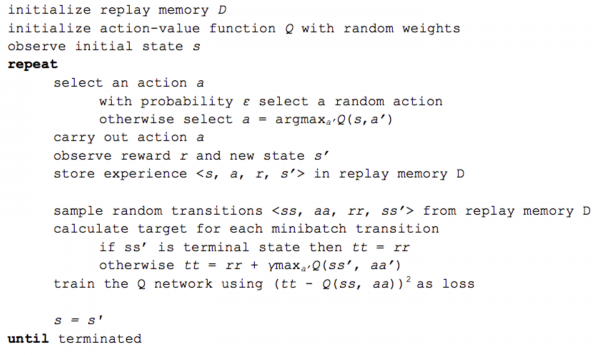 initialize replay memory D
initialize action-value function Q with random weights
observe initial state s
repeat
select an action a
with probability ε select a random action
otherwise select a = argmaxₐ’Q(s,a’)
carry out action a
observe reward r and new state s’
store experience <s, a, r, s’> in replay memory D
sample random transitions <ss, aa, rr, ss’> from replay memory D
calculate target for each minibatch transition
if ss’ is terminal state then tt = rr
otherwise tt = rr + γmaxₐ’Q(ss’, aa’)
train the Q network using (tt - Q(ss, aa))² as loss
s = s'
until terminated